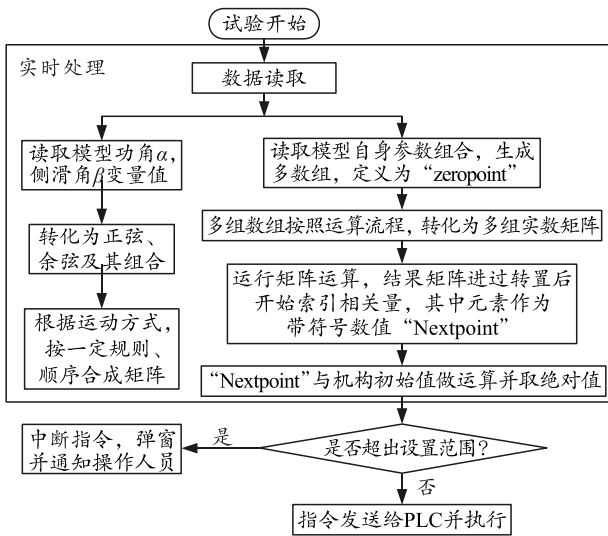 试验开始
实时处理
数据读取
读取模型功角α,
侧滑角β变量值
转化为正弦、
余弦及其组合
根据运动方式,
按一定规则、
顺序合成矩阵
读取模型自身参数组合，生成
多数组，定义为“zeropoint”
多组数组按照运算流程，转化为多组实数矩阵
运行矩阵运算，结果矩阵进过转置后
开始索引相关量，其中元素作为
带符号数值“Nextpoint”
“Nextpoint”与机构初始值做运算并取绝对值
是否超出设置范围？
是
中断指令，弹窗
并通知操作人员
否
指令发送给PLC并执行